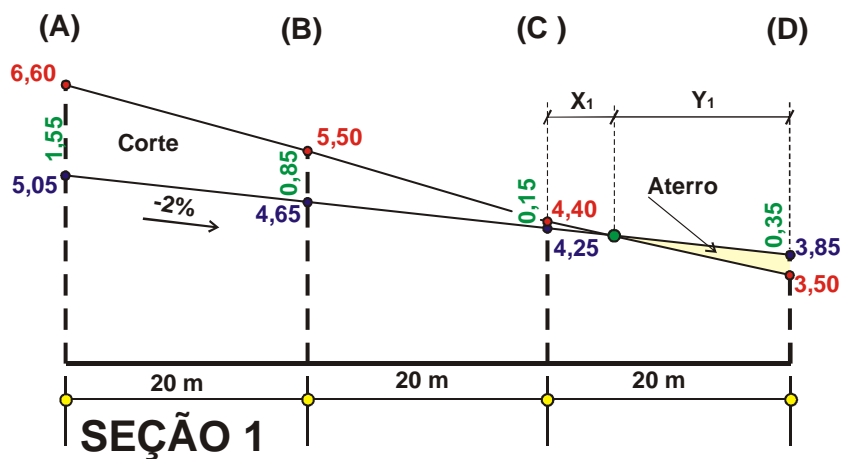 (A)
(B)
(C )
(D)
6,60
X1
Y1
1,55
Corte
5,50
5,05
0,85
Aterro
-2%
4,65
0,15
4,40
4,25
0,35
3,85
3,50
20 m
20 m
20 m
SEÇÃO 1